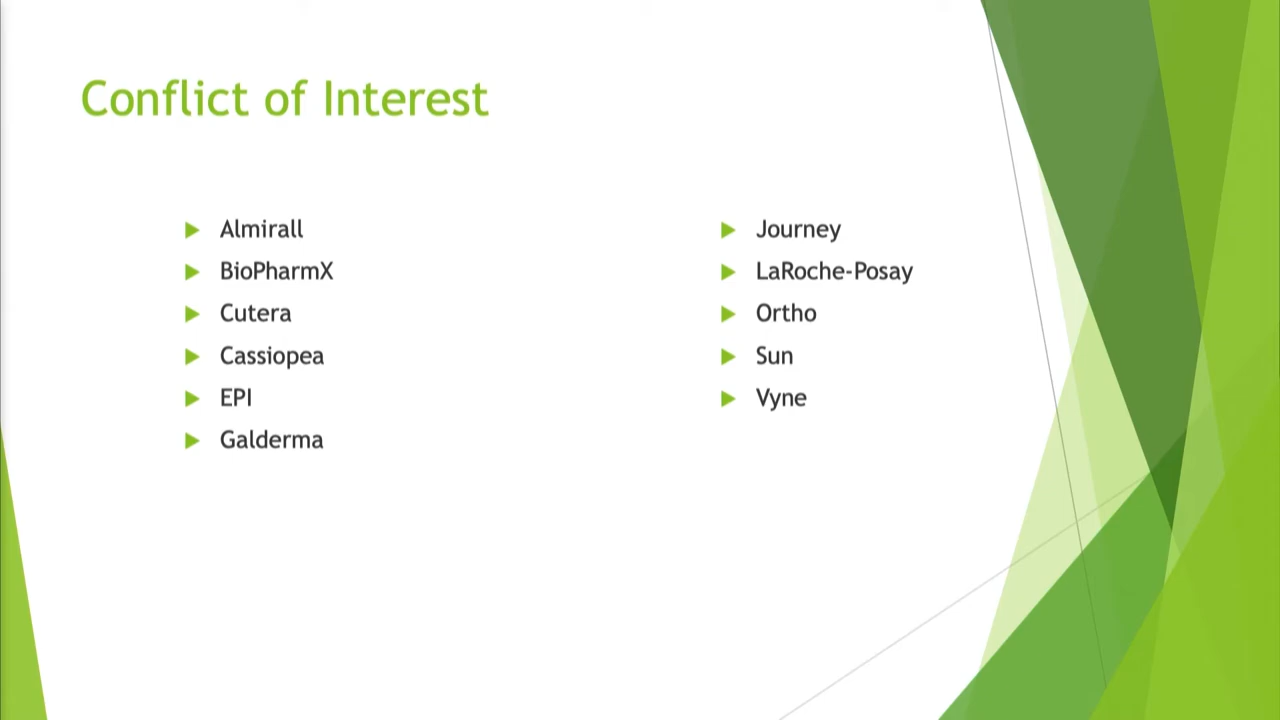 Conflict of Interest
Almirall
BioPharmX
Cutera
Cassiopea
EPI
Galderma
Journey
LaRoche-Posay
Ortho
Sun
Vyne